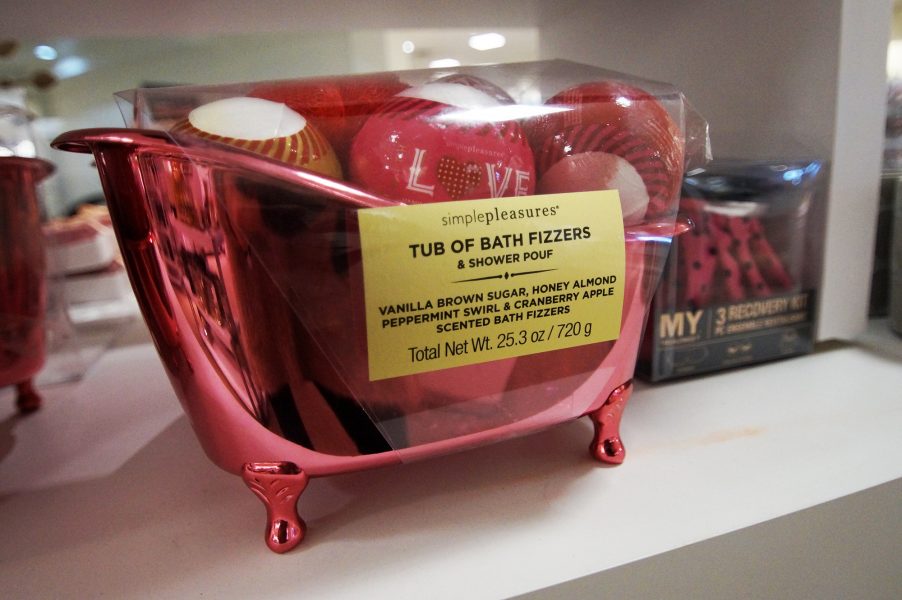 simplepleasures
LOVE
simplepleasures®
TUB OF BATH FIZZERS
& SHOWER POUF
VANILLA BROWN SUGAR, HONEY ALMOND
PEPPERMINT SWIRL & CRANBERRY APPLE
SCENTED BATH FIZZERS
Total Net Wt. 25.3 oz / 720 g
MY
3 RECOVERY KIT